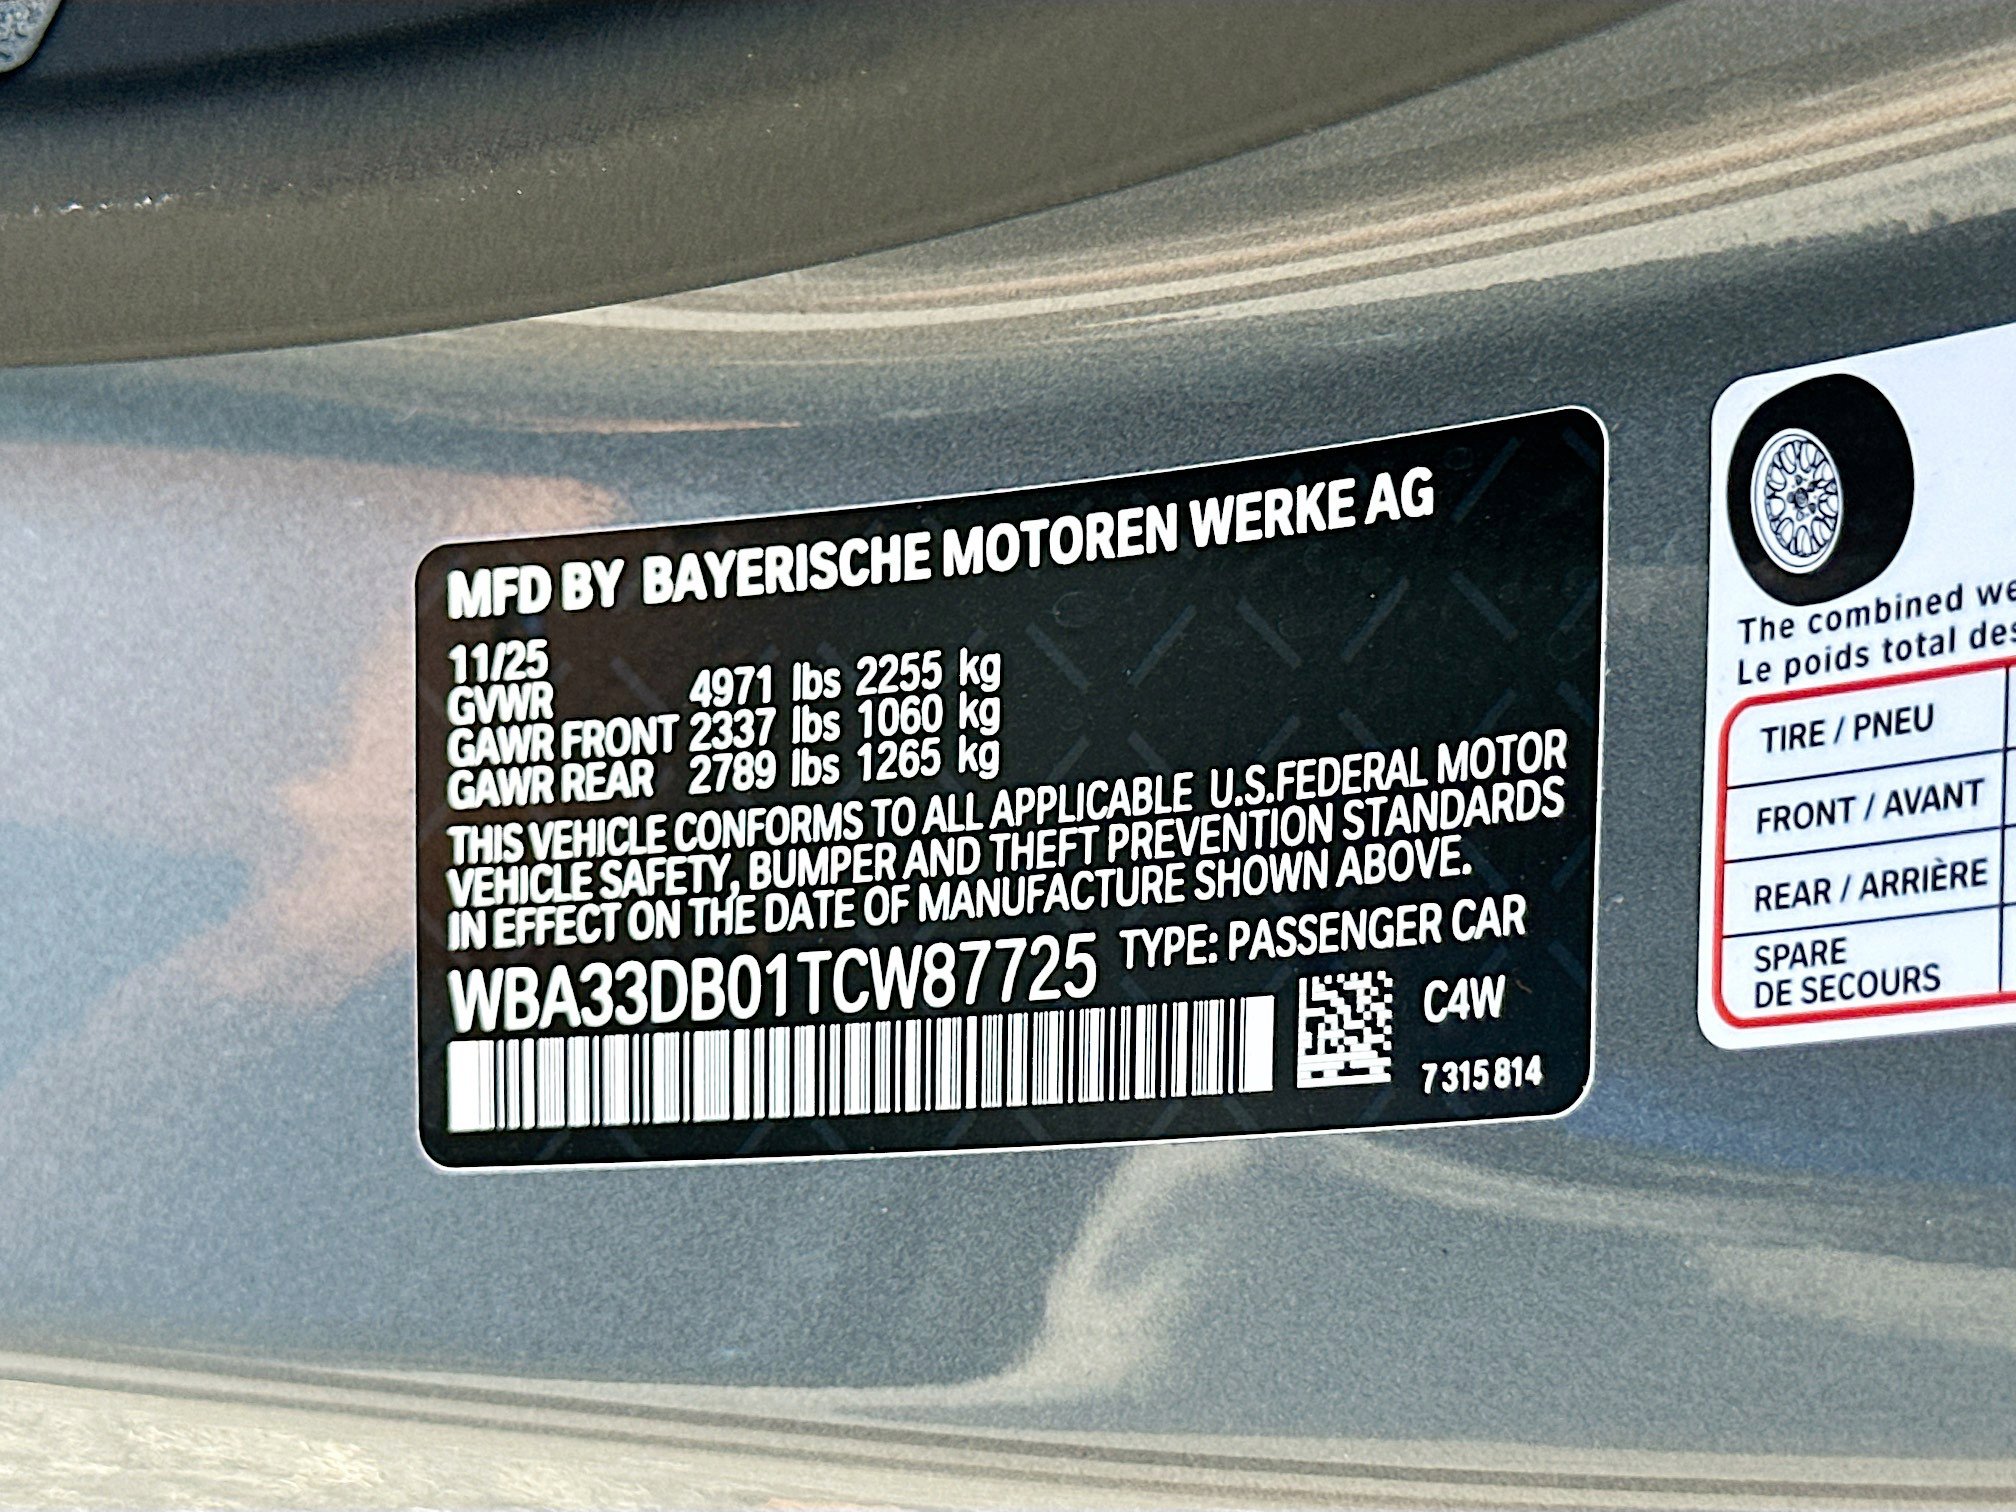 MFD BY BAYERISCHE MOTOREN WERKE AG
11/25
GVWR 4971 lbs 2255 kg
GAWR FRONT 2337 lbs 1060 kg
GAWR REAR 2789 lbs 1265 kg
THIS VEHICLE CONFORMS TO ALL APPLICABLE U.S.FEDERAL MOTOR
VEHICLE SAFETY, BUMPER AND THEFT PREVENTION STANDARDS
IN EFFECT ON THE DATE OF MANUFACTURE SHOWN ABOVE.
WBA33DB01TCW87725 TYPE: PASSENGER CAR
C4W
7 315 814
The combined we
Le poids total des
TIRE / PNEU
FRONT / AVANT
REAR / ARRIÈRE
SPARE
DE SECOURS